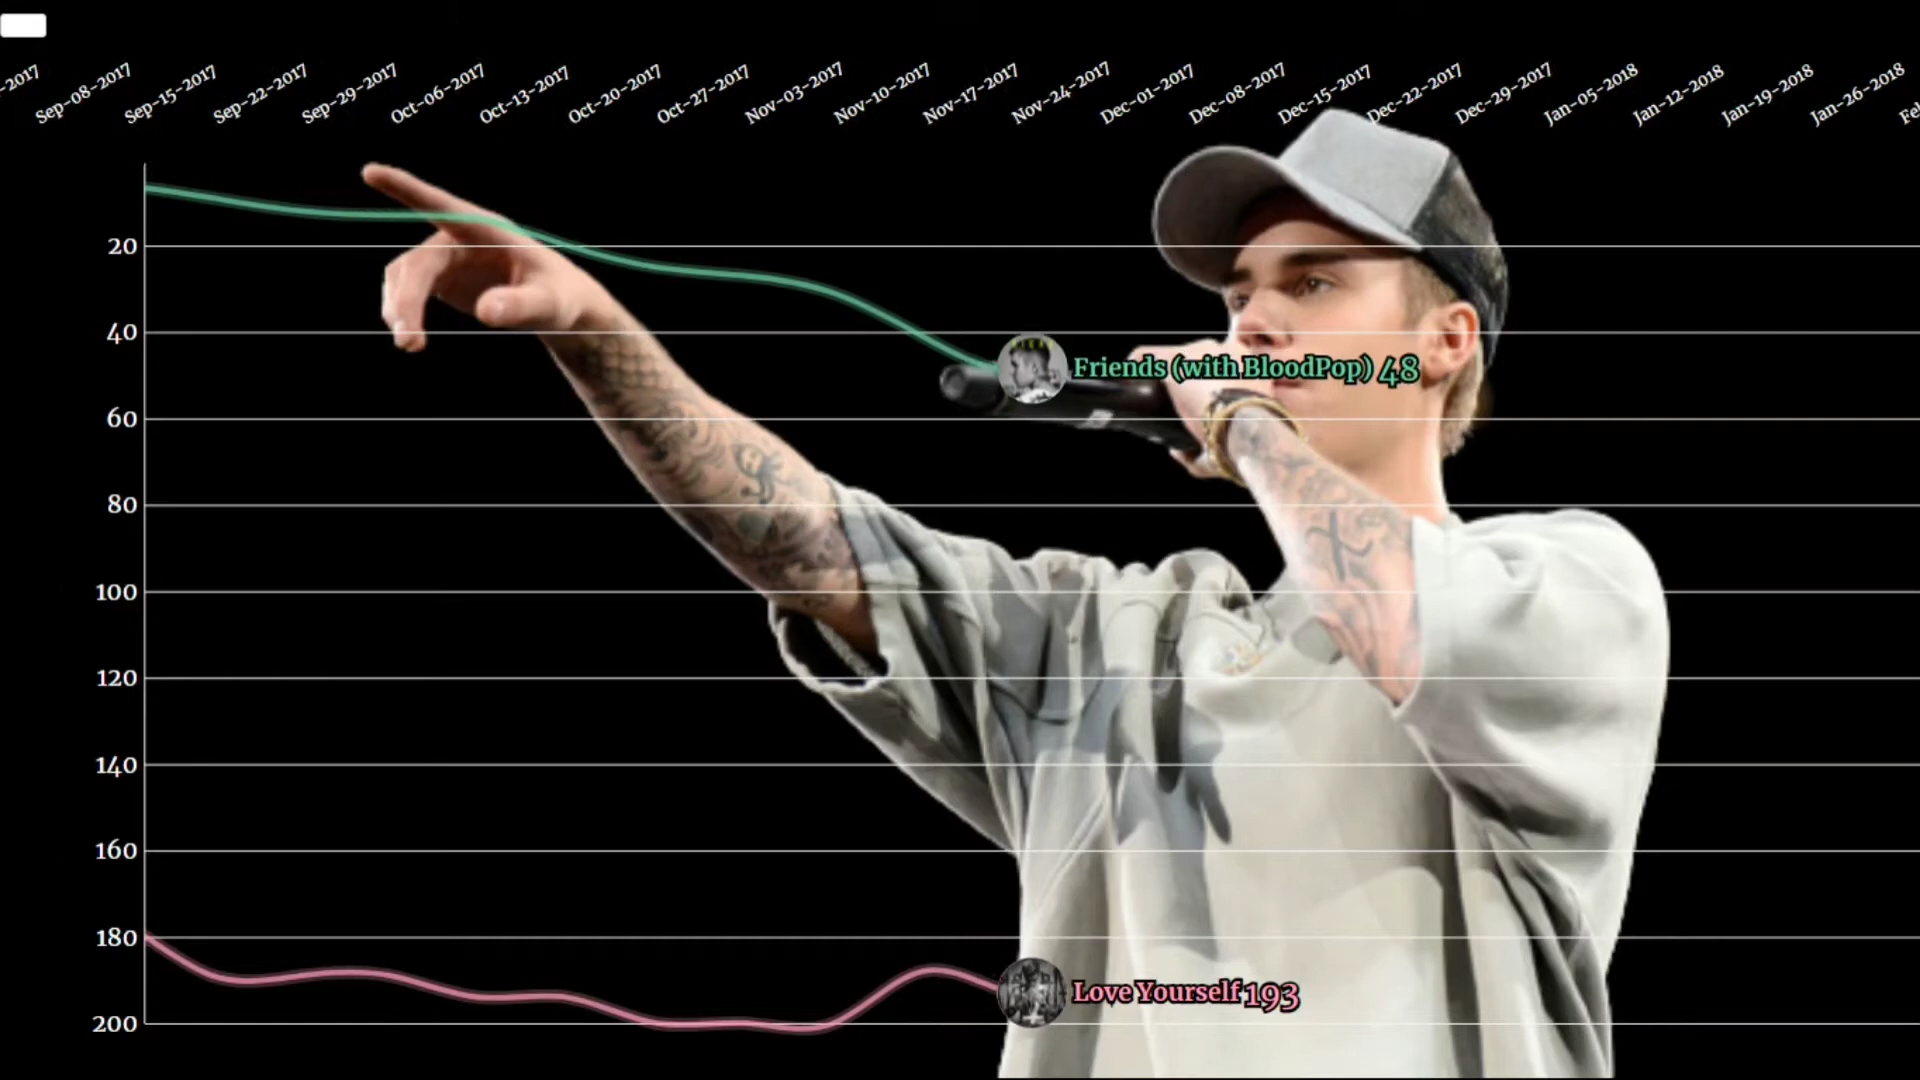 -2017
Sep-08-2017
Sep-15-2017
Sep-22-2017
Sep-29-2017
Oct-06-2017
Oct-13-2017
Oct-20-2017
Oct-27-2017
Nov-03-2017
Nov-10-2017
Nov-17-2017
Nov-24-2017
Dec-01-2017
Dec-08-2017
Dec-15-2017
Dec-22-2017
Dec-29-2017
Jan-05-2018
Jan-12-2018
Jan-19-2018
Jan-26-2018
Fe
20
40
Friends (with BloodPop) 48
60
80
100
120
140
160
180
Love Yourself 193
200